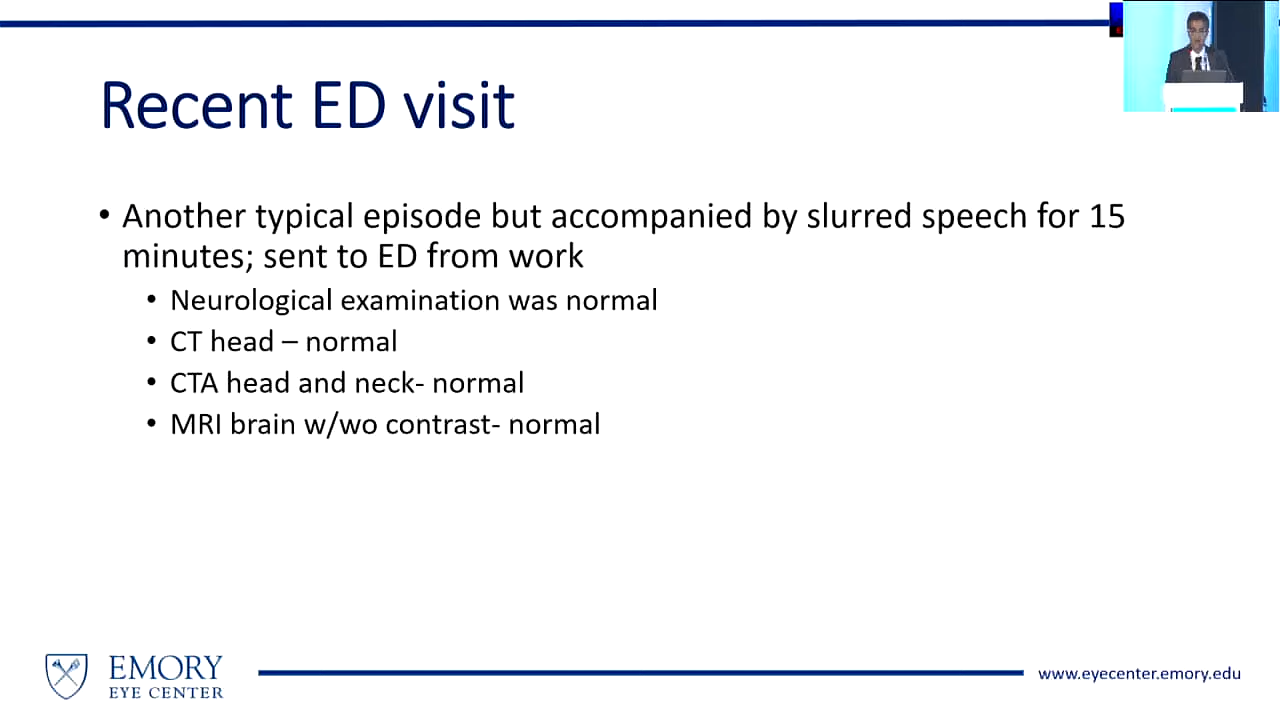 Recent ED visit
• Another typical episode but accompanied by slurred speech for 15
minutes; sent to ED from work
• Neurological examination was normal
• CT head – normal
• CTA head and neck- normal
• MRI brain w/wo contrast- normal
EMORY
EYE CENTER
www.eyecenter.emory.edu